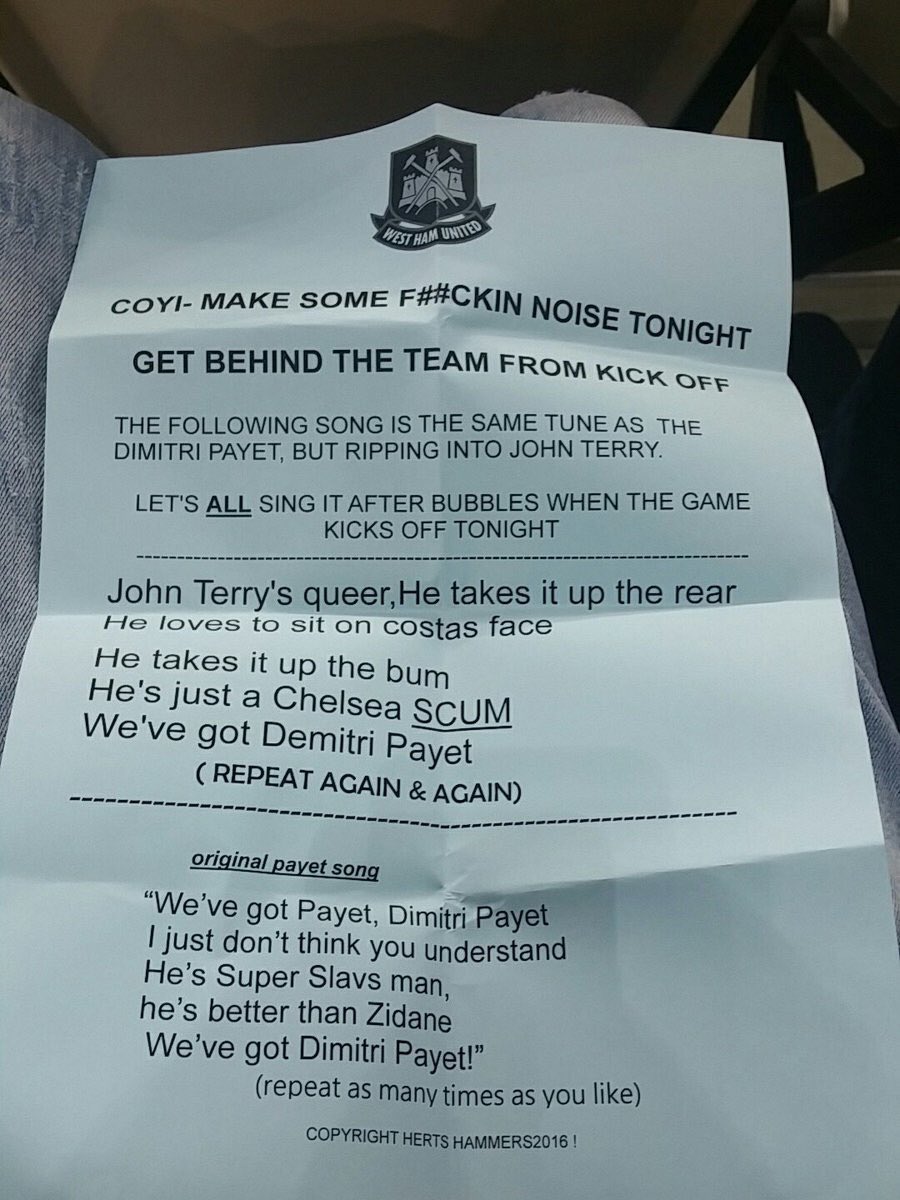 WEST HAM UNITED
COYI- MAKE SOME F##CKIN NOISE TONIGHT
GET BEHIND THE TEAM FROM KICK OFF
THE FOLLOWING SONG IS THE SAME TUNE AS THE
DIMITRI PAYET, BUT RIPPING INTO JOHN TERRY.
LET'S ALL SING IT AFTER BUBBLES WHEN THE GAME
KICKS OFF TONIGHT
John Terry's queer,He takes it up the rear
He loves to sit on costas face
He takes it up the bum
He's just a Chelsea SCUM
We've got Demitri Payet
( REPEAT AGAIN & AGAIN)
original payet song
“We’ve got Payet, Dimitri Payet
I just don’t think you understand
He’s Super Slavs man,
he’s better than Zidane
We’ve got Dimitri Payet!”
(repeat as many times as you like)
COPYRIGHT HERTS HAMMERS2016 !